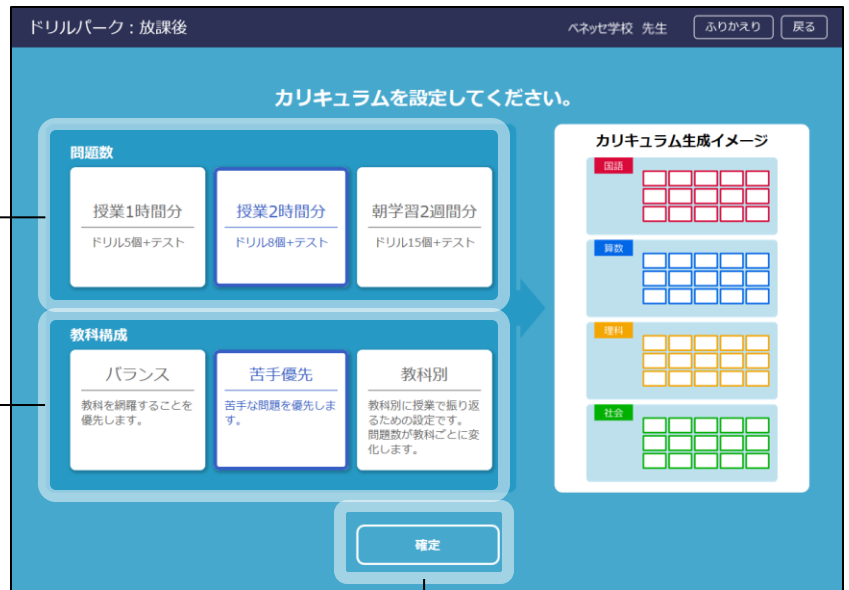 ドリルパーク：放課後
ベネッセ学校 先生
ふりかえり
戻る
カリキュラムを設定してください。
問題数
授業1時間分
ドリル5個+テスト
授業2時間分
ドリル8個+テスト
朝学習2週間分
ドリル15個+テスト
教科構成
バランス
教科を網羅することを
優先します。
苦手優先
苦手な問題を優先しま
す。
教科別
教科別に授業で振り返
るための設定です。
問題数が教科ごとに変
化します。
カリキュラム生成イメージ
国語
算数
理科
社会
確定